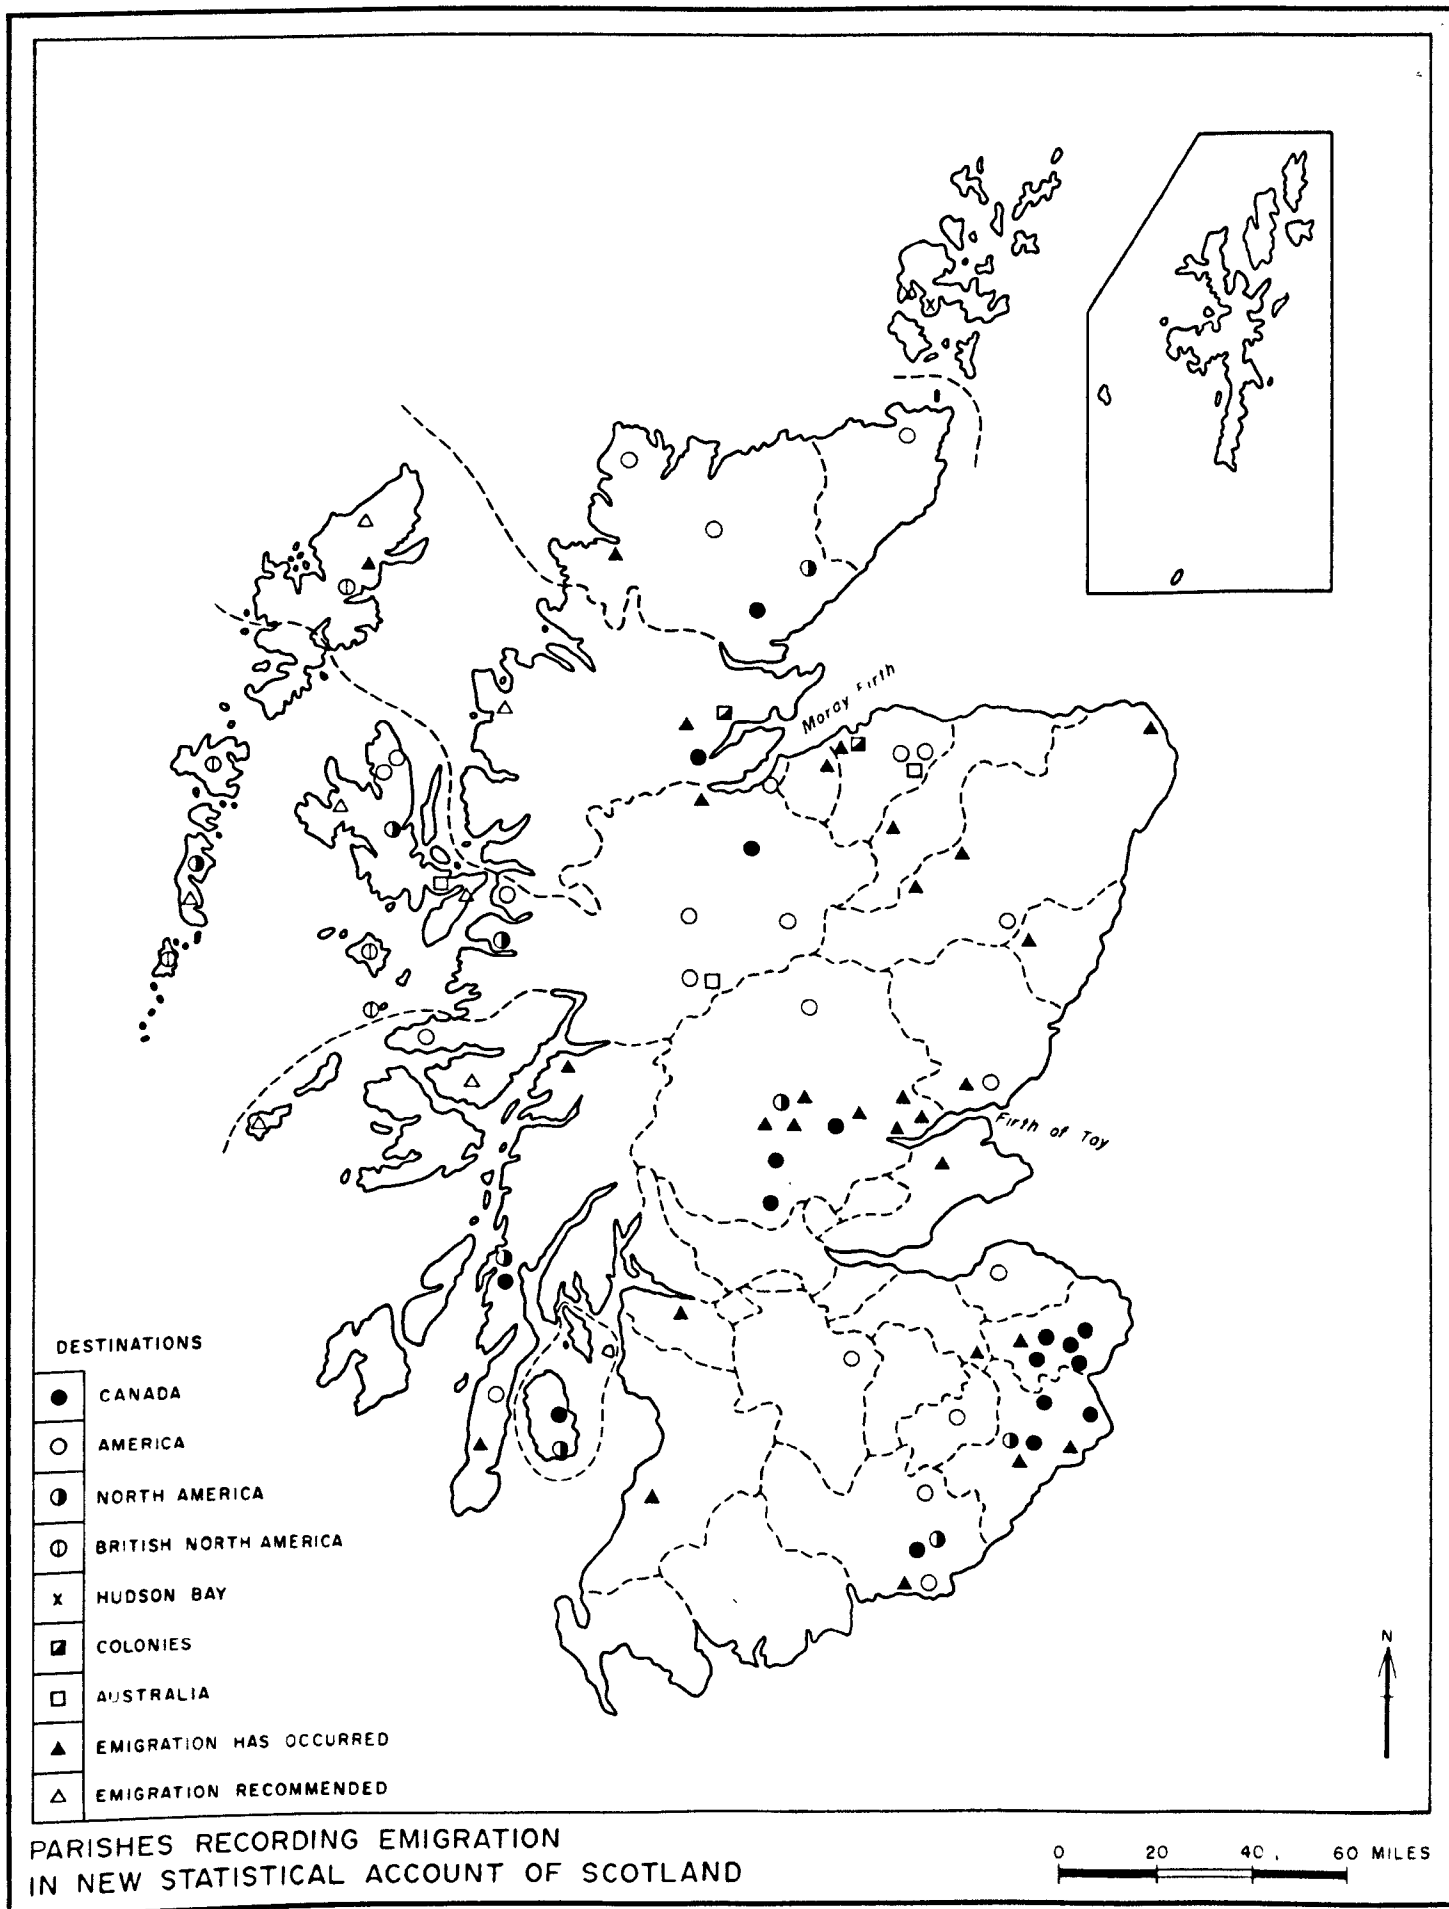 Moray Firth
Firth of Tay
DESTINATIONS
CANADA
AMERICA
NORTH AMERICA
BRITISH NORTH AMERICA
x HUDSON BAY
COLONIES
AUSTRALIA
EMIGRATION HAS OCCURRED
EMIGRATION RECOMMENDED
N
PARISHES RECORDING EMIGRATION
IN NEW STATISTICAL ACCOUNT OF SCOTLAND
0 20 40 60 MILES
x